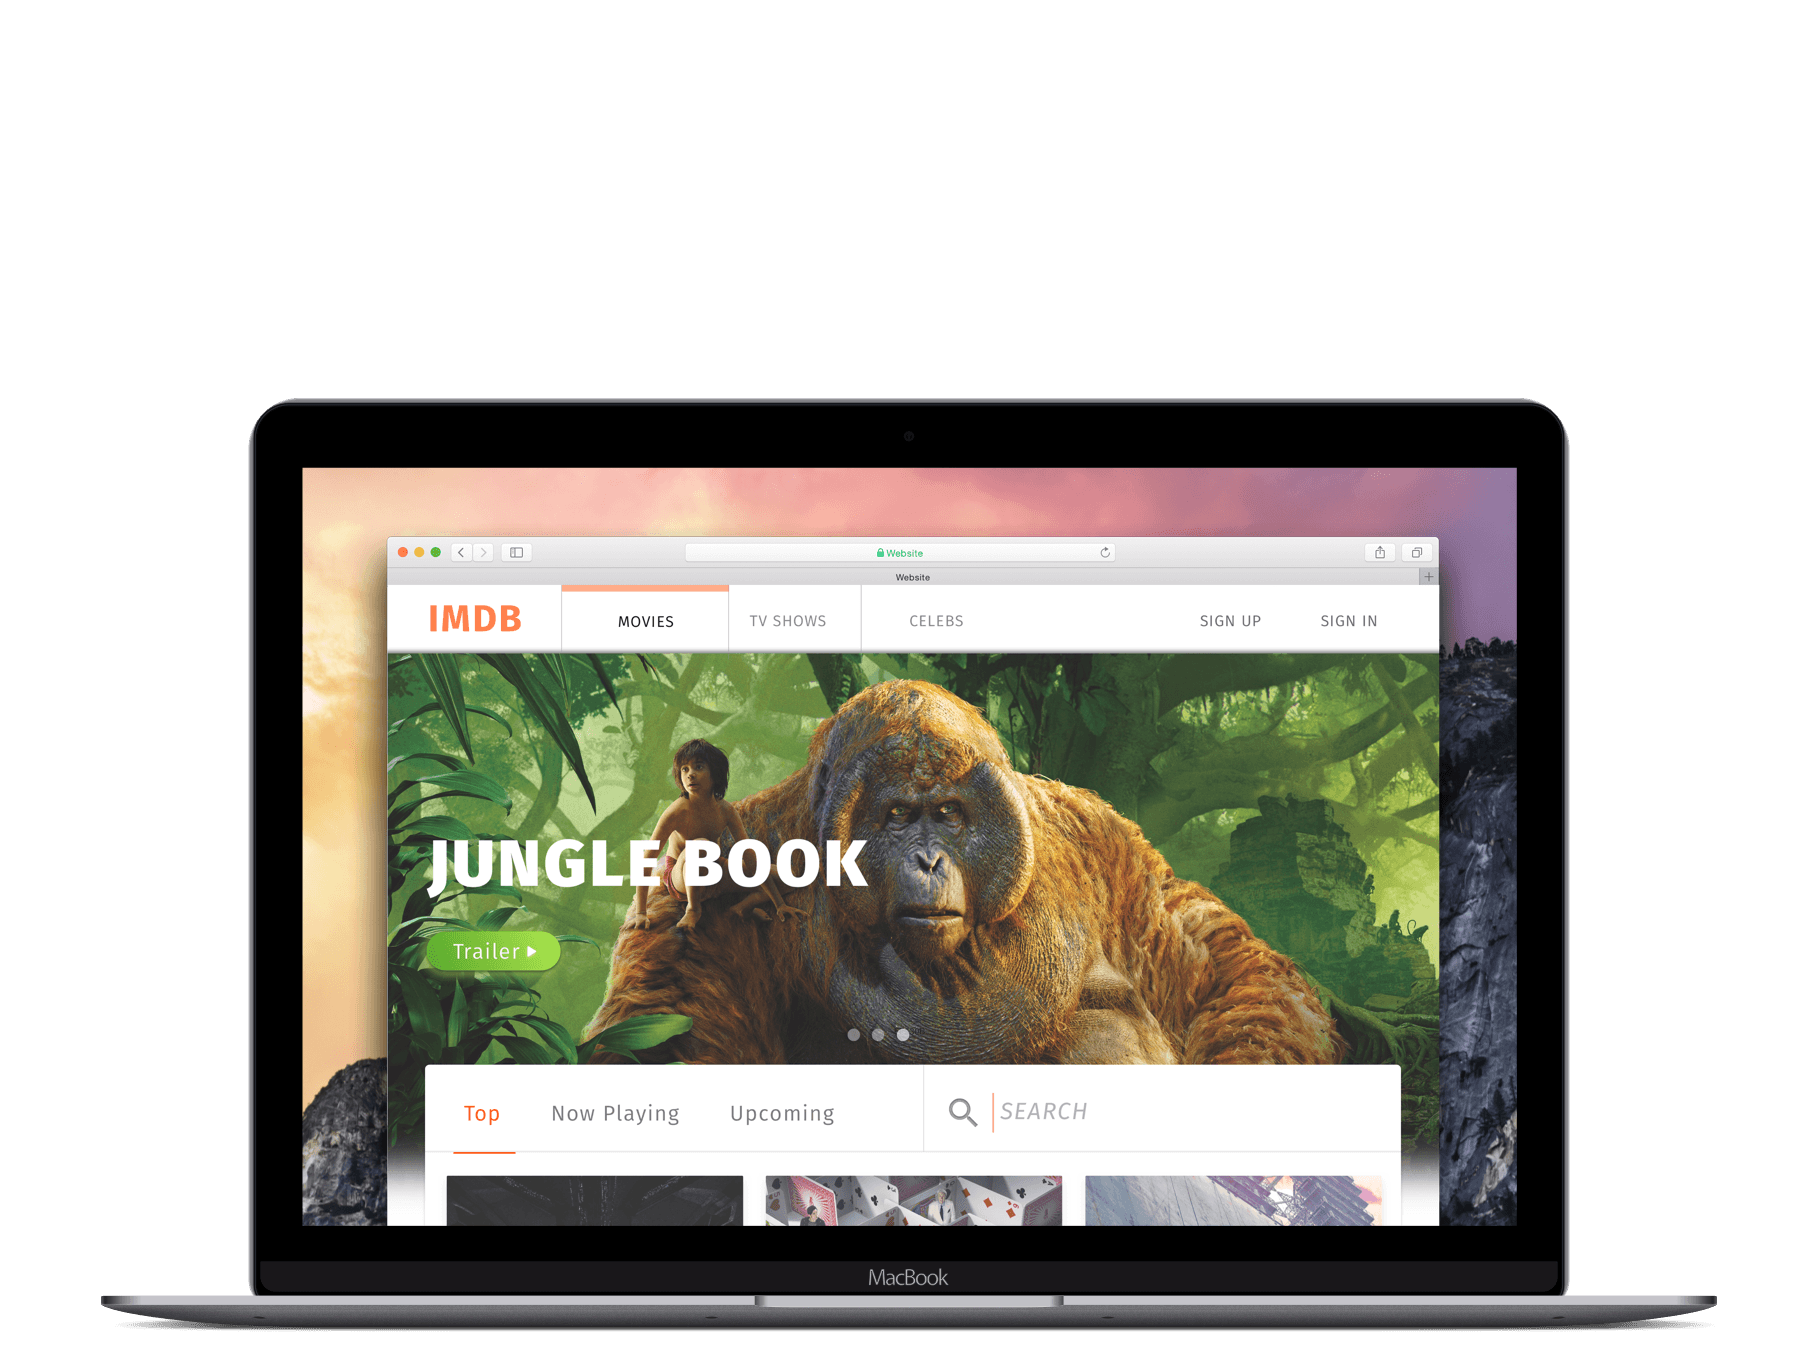 Website
Website
IMDB
MOVIES
TV SHOWS
CELEBS
SIGN UP
SIGN IN
JUNGLE BOOK
Trailer
Top
Now Playing
Upcoming
SEARCH
MacBook